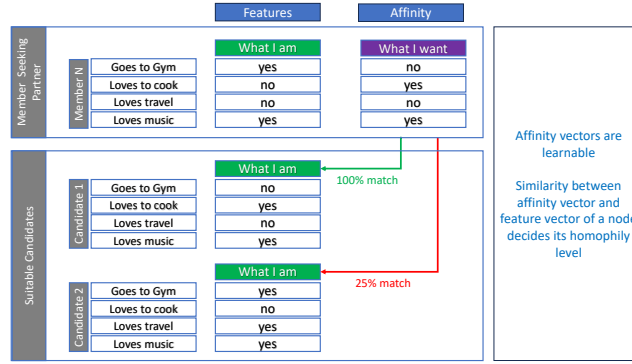 Features Affinity
Member Seeking Partner
Member N
What I am What I want
Goes to Gym yes no
Loves to cook no yes
Loves travel no no
Loves music yes yes
Suitable Candidates
Candidate 1
What I am
100% match
Goes to Gym no
Loves to cook yes
Loves travel no
Loves music yes
Candidate 2
What I am
25% match
Goes to Gym yes
Loves to cook no
Loves travel yes
Loves music yes
Affinity vectors are
learnable
Similarity between
affinity vector and
feature vector of a node
decides its homophily
level